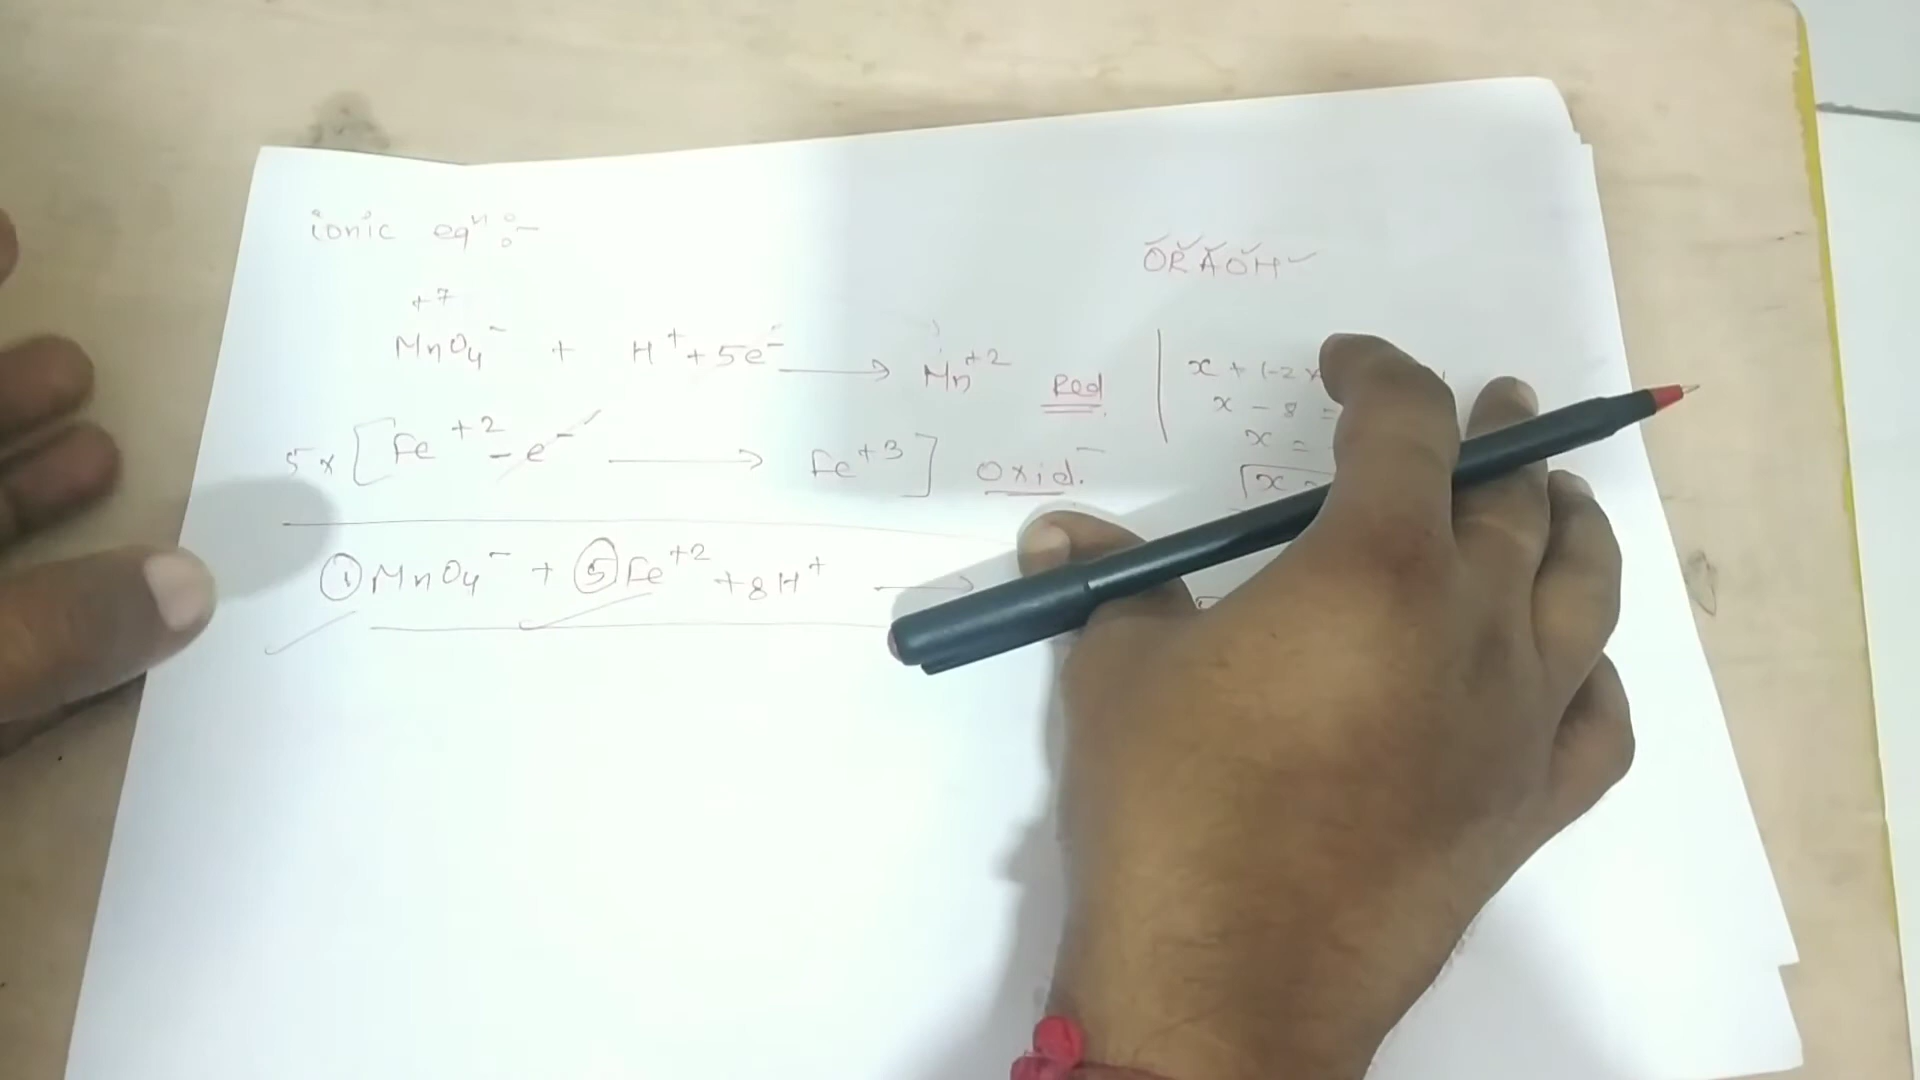 ionic eqⁿ :-
ORAOH
+7
MnO₄⁻ + H⁺ + 5e⁻ → Mn⁺² Red
x + (-2 ×
x - 8 =
5 × [Fe⁺² - e⁻ → Fe⁺³] Oxid.
x =
x
① MnO₄⁻ + ⑤ Fe⁺² + 8H⁺ →